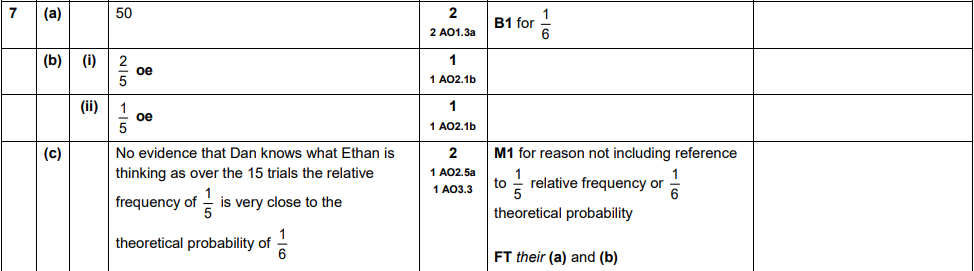 7 (a) 50 2 B1 for 1/6
2 AO1.3a
(b) (i) 2/5 oe 1
1 AO2.1b
(ii) 1/5 oe 1
1 AO2.1b
(c) No evidence that Dan knows what Ethan is 2 M1 for reason not including reference
thinking as over the 15 trials the relative 1 AO2.5a to 1/5 relative frequency or 1/6
frequency of 1/5 is very close to the 1 AO3.3 theoretical probability
theoretical probability of 1/6 FT their (a) and (b)